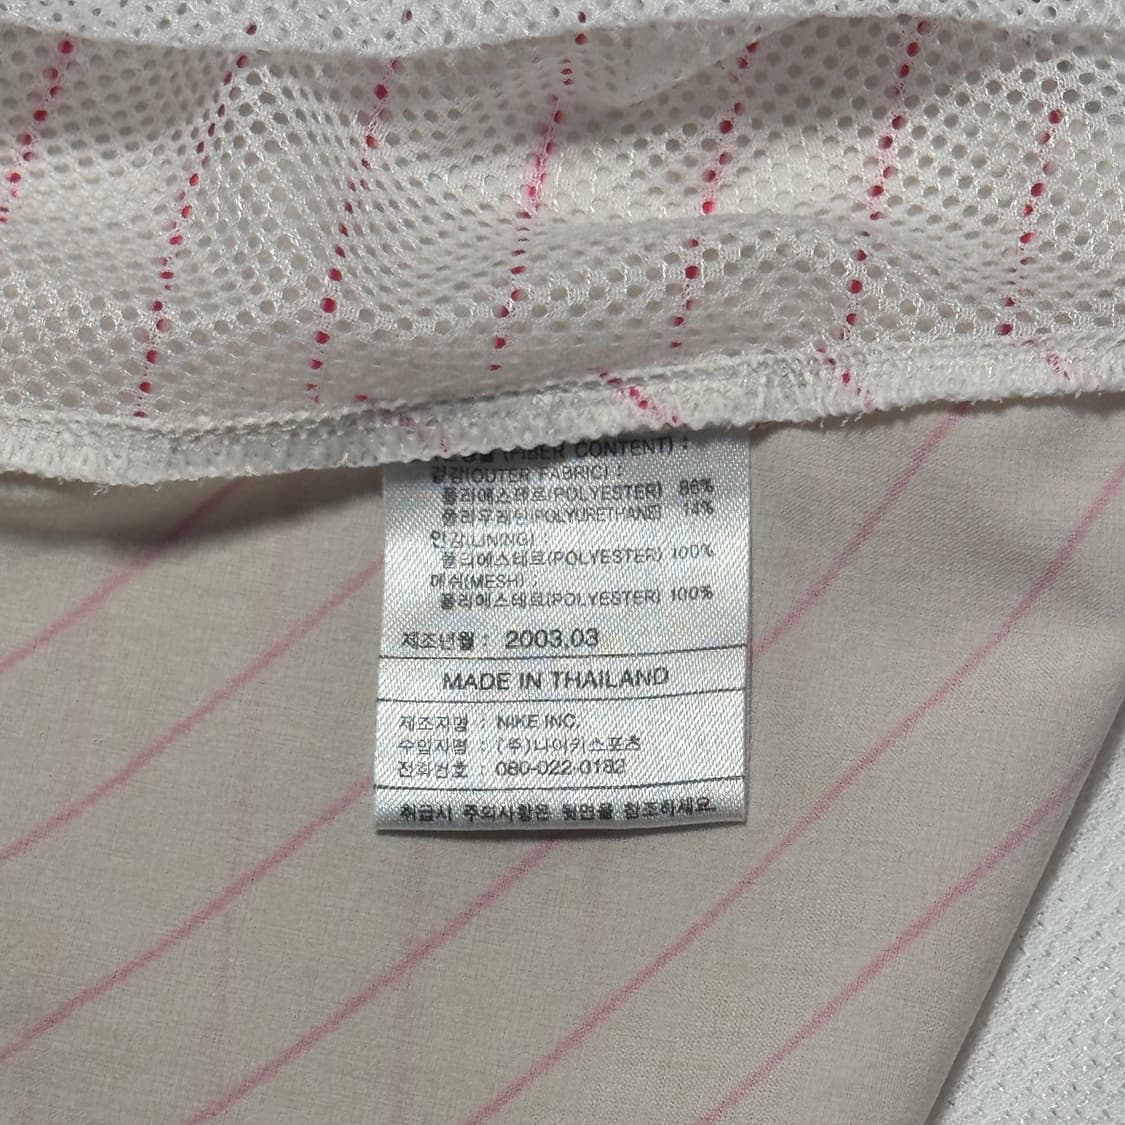 (FIBER CONTENT) :
겉감(OUTER FABRIC) :
폴리에스테르(POLYESTER) 86%
폴리우레탄(POLYURETHANE) 14%
안감(LINING) :
폴리에스테르(POLYESTER) 100%
메쉬(MESH) :
폴리에스테르(POLYESTER) 100%
제조년월 : 2003.03
MADE IN THAILAND
제조자명 : NIKE INC.
수입자명 : (주)나이키스포츠
전화번호 : 080-022-0182
취급시 주의사항은 뒷면을 참조하세요.